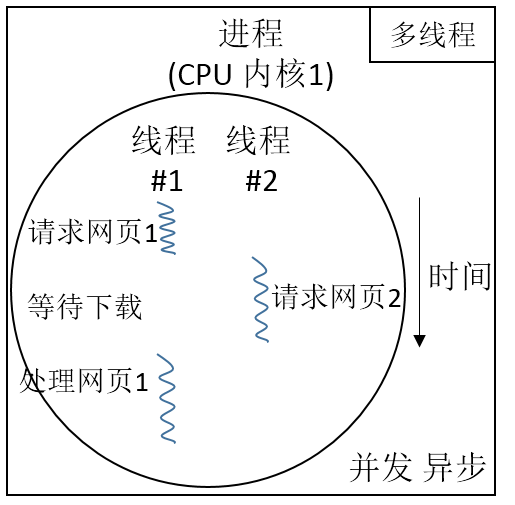 进程
(CPU 内核1)
多线程
线程
#1
线程
#2
请求网页1
等待下载
请求网页2
处理网页1
时间
并发 异步